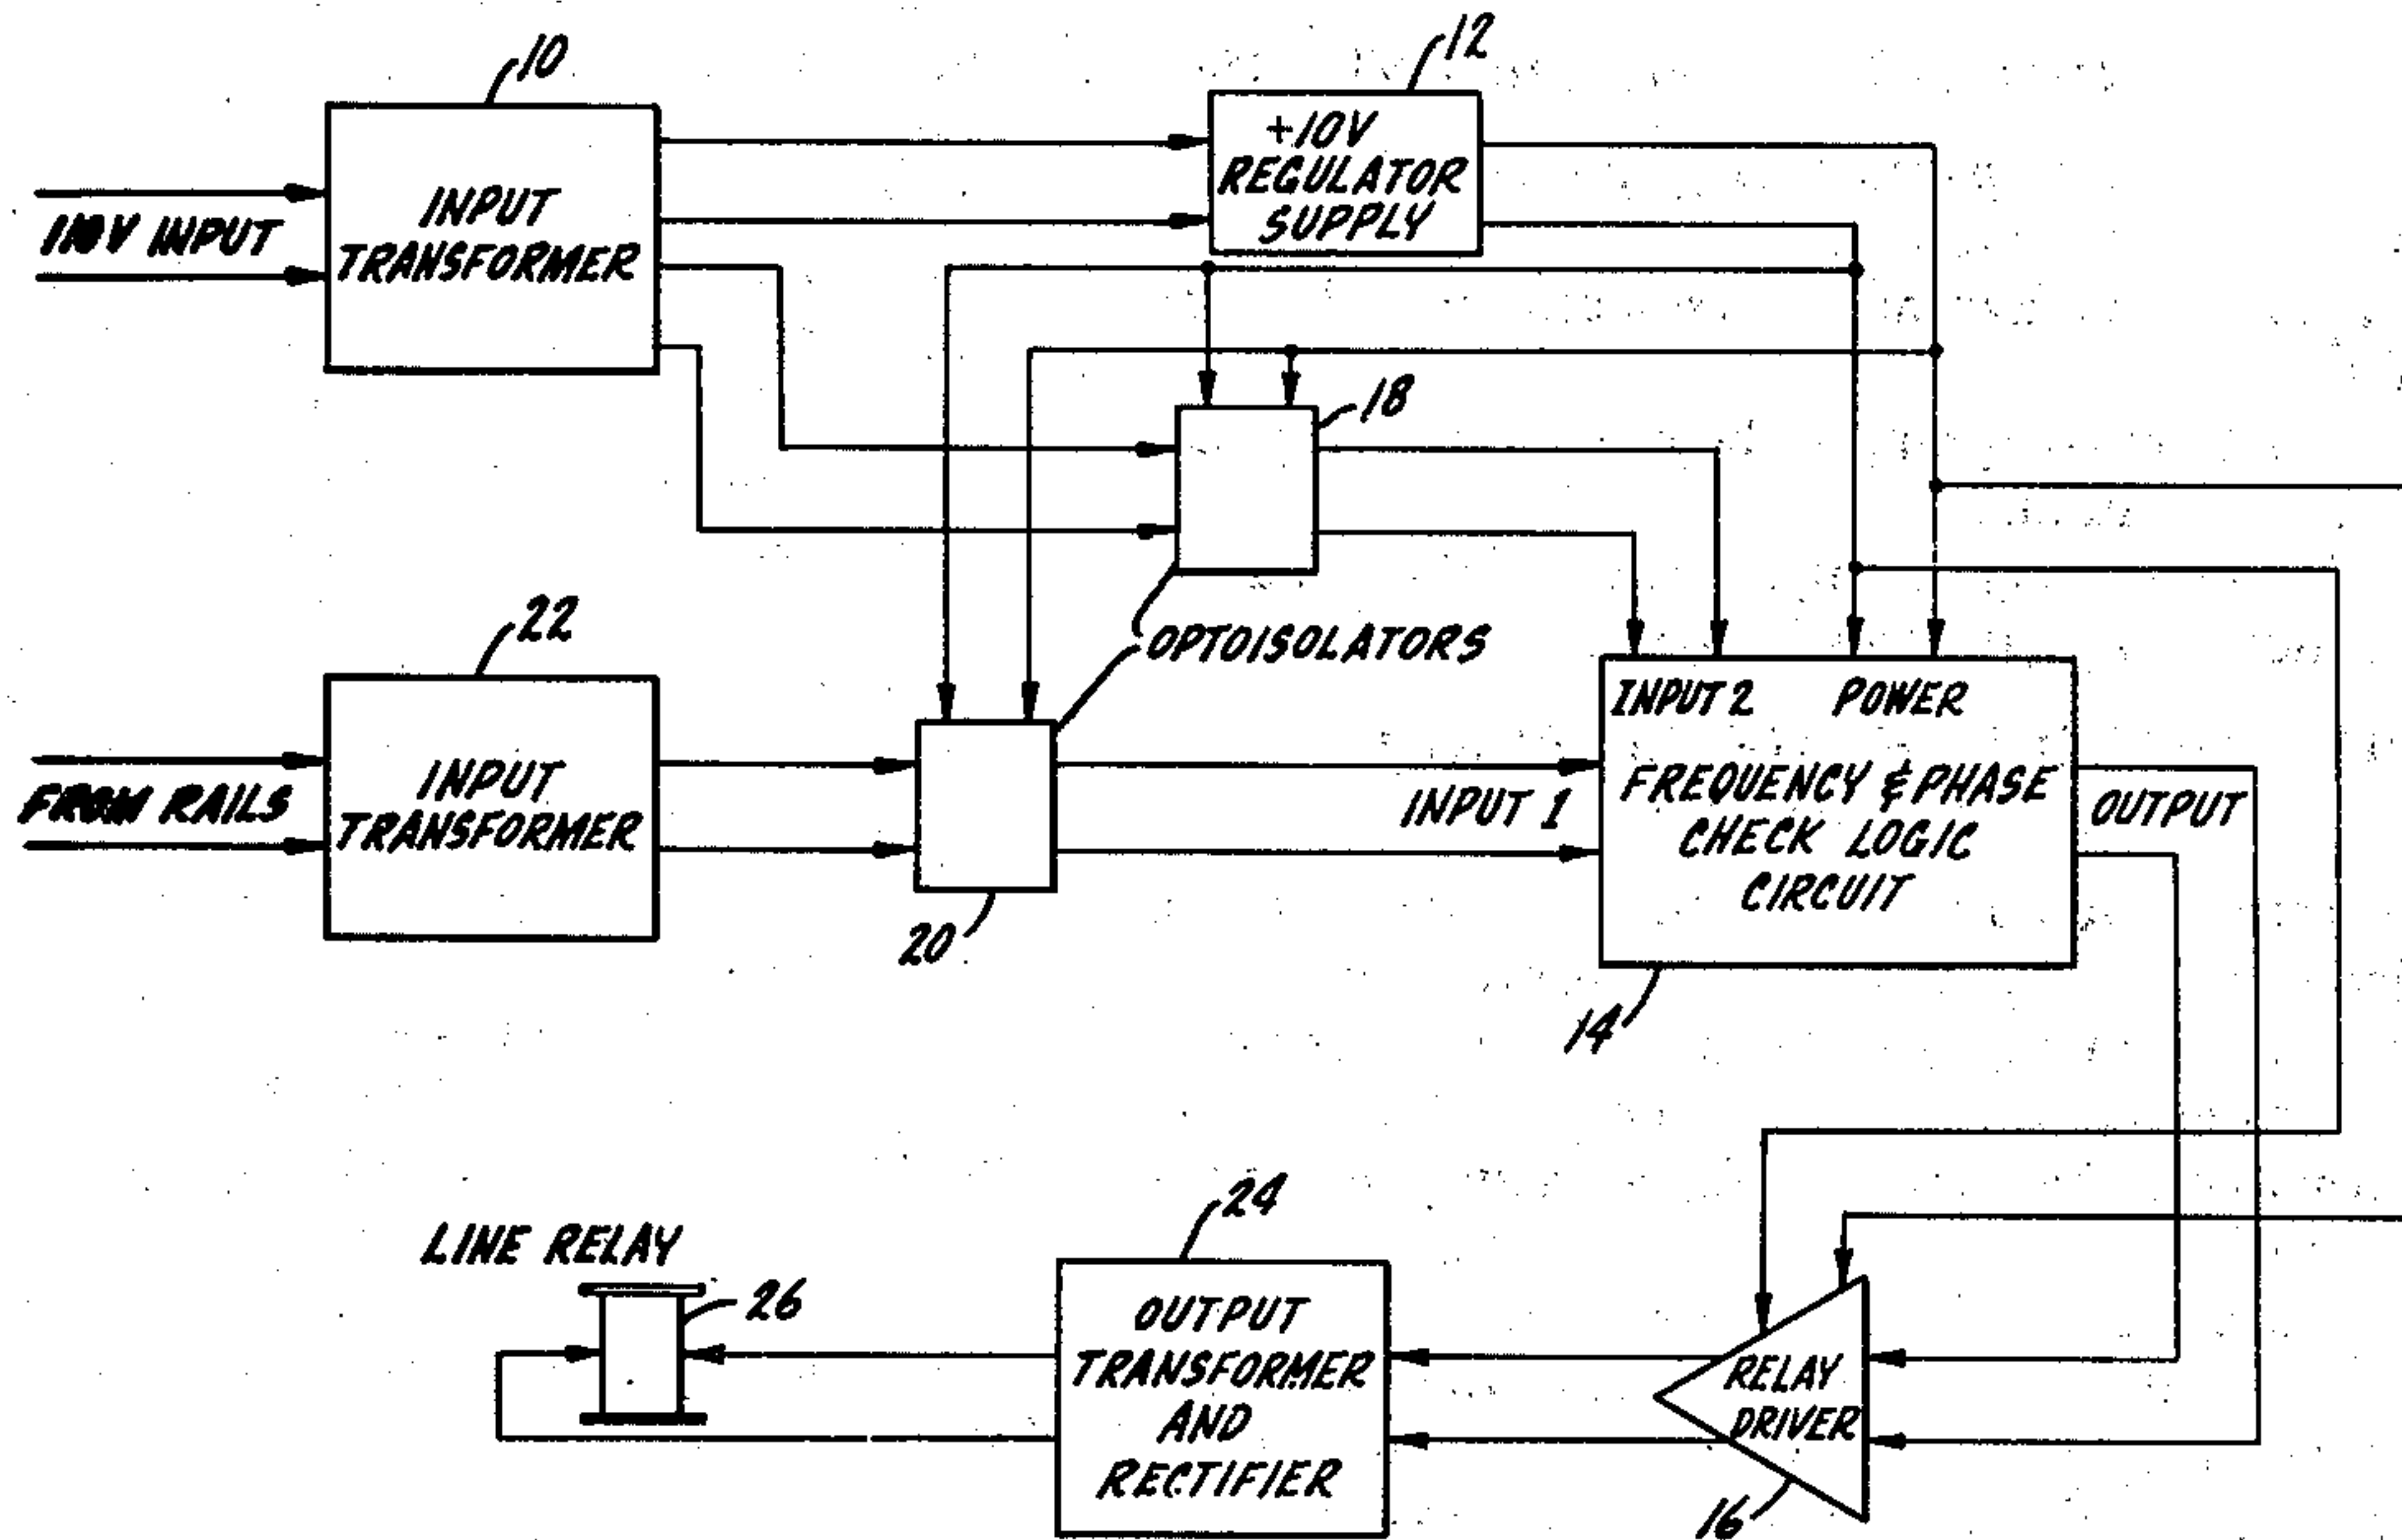 10
12
+10V
REGULATOR
SUPPLY
INPUT
TRANSFORMER
110V INPUT
18
22
OPTOISOLATORS
INPUT 2 POWER
INPUT
TRANSFORMER
FROM RAILS
INPUT 1
FREQUENCY & PHASE
CHECK LOGIC
CIRCUIT
OUTPUT
20
14
24
LINE RELAY
26
OUTPUT
TRANSFORMER
AND
RECTIFIER
RELAY
DRIVER
16